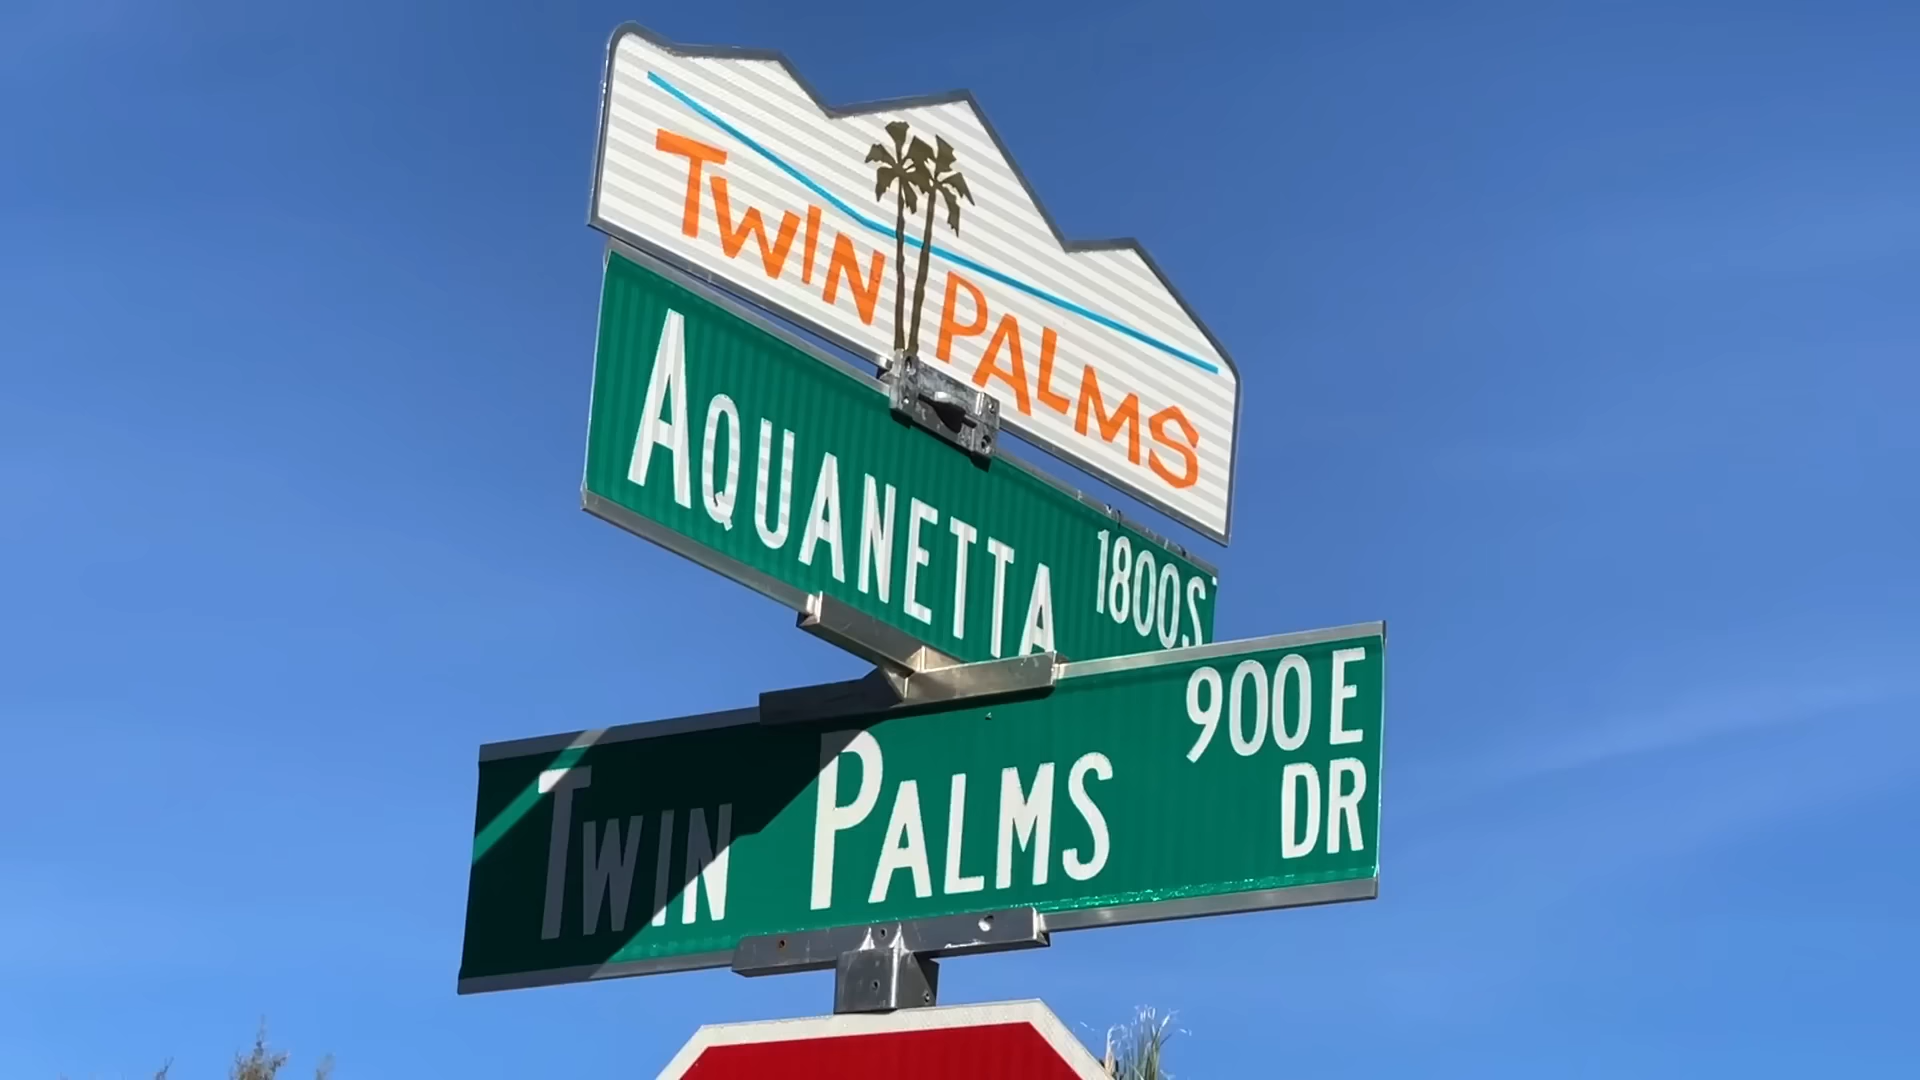 TWIN PALMS
AQUANETTA 1800 S
TWIN PALMS 900 E
DR